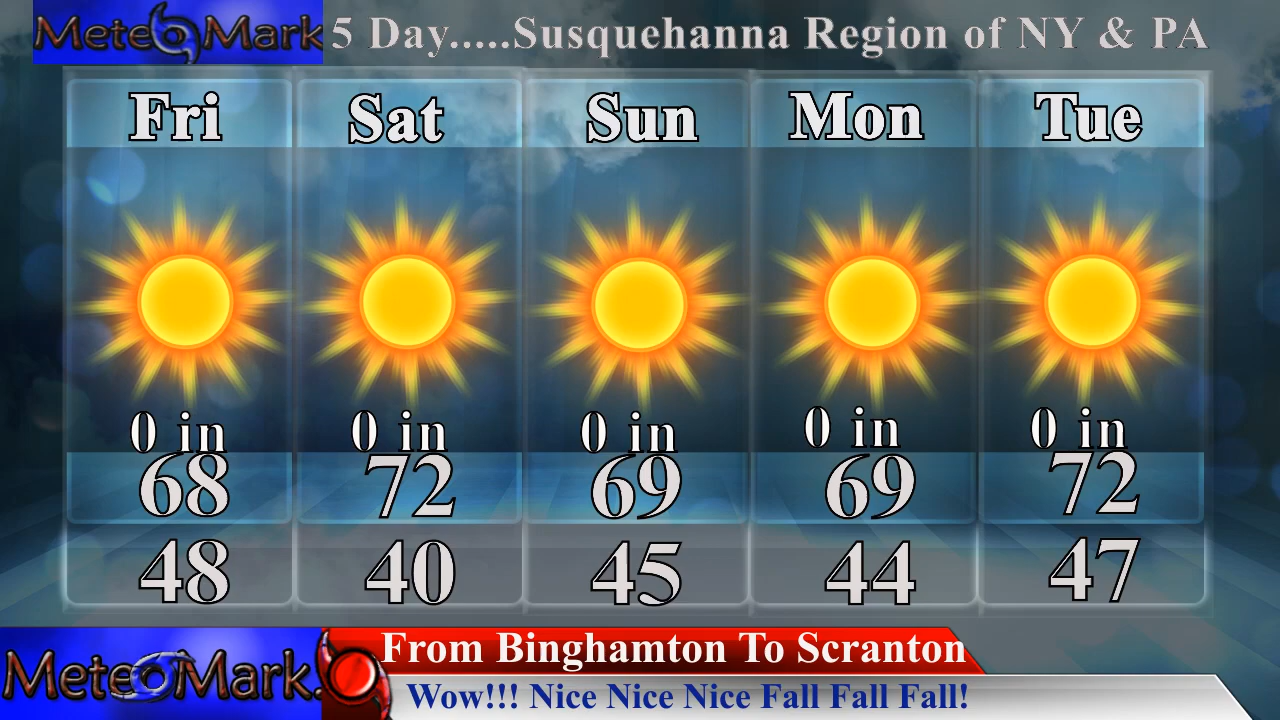 MeteoMark 5 Day.....Susquehanna Region of NY & PA
Fri Sat Sun Mon Tue
0 in 0 in 0 in 0 in 0 in
68 72 69 69 72
48 40 45 44 47
From Binghamton To Scranton
MeteoMark.
Wow!!! Nice Nice Nice Fall Fall Fall!